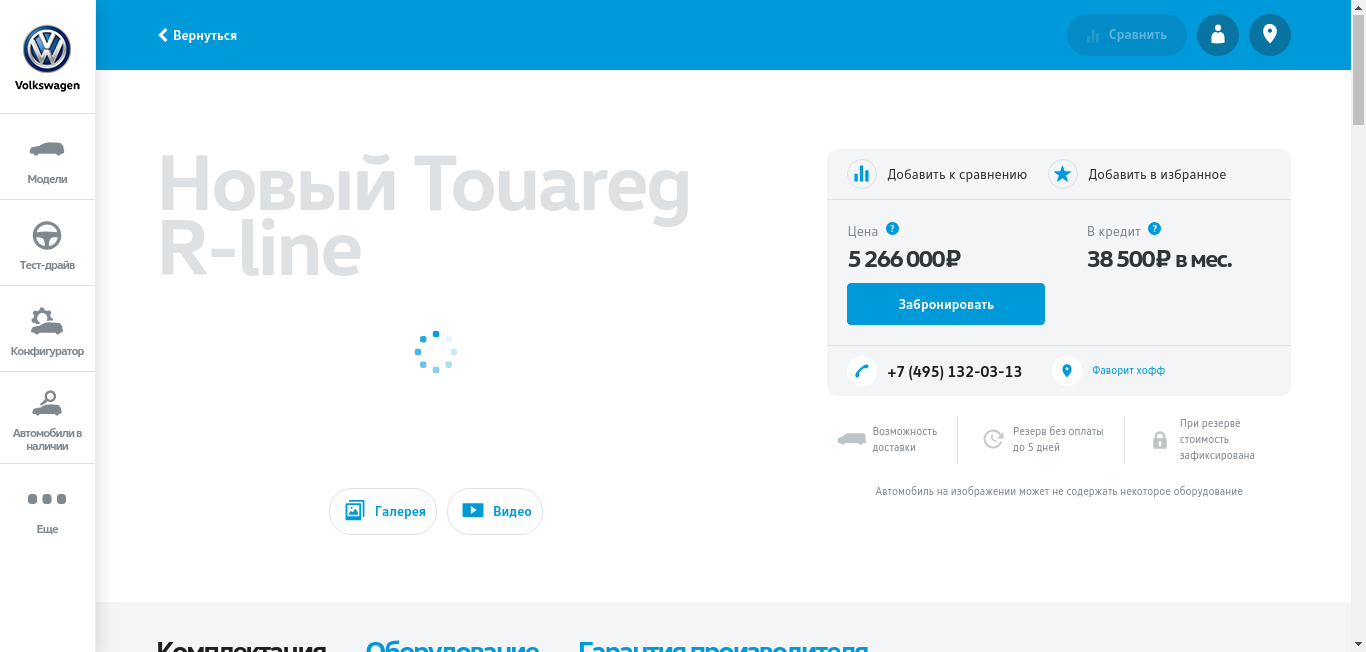 Volkswagen
Модели
Тест-драйв
Конфигуратор
Автомобили в
наличии
Еще
Вернуться
Сравнить
Новый Touareg
R-line
Галерея
Видео
Добавить к сравнению
Добавить в избранное
Цена ?
5 266 000₽
В кредит ?
38 500₽ в мес.
Забронировать
+7 (495) 132-03-13
Фаворит хофф
Возможность
доставки
Резерв без оплаты
до 5 дней
При резерве
стоимость
зафиксирована
Автомобиль на изображении может не содержать некоторое оборудование
Комплектация
Оборудование
Гарантия производителя